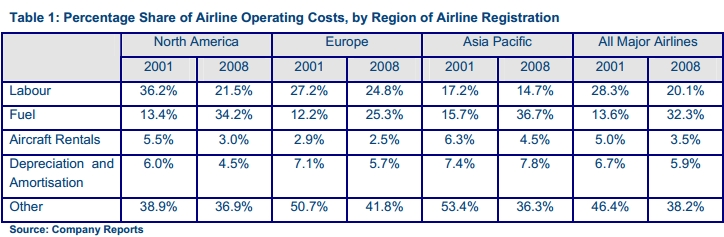 Table 1: Percentage Share of Airline Operating Costs, by Region of Airline Registration
North America Europe Asia Pacific All Major Airlines
2001 2008 2001 2008 2001 2008 2001 2008
Labour 36.2% 21.5% 27.2% 24.8% 17.2% 14.7% 28.3% 20.1%
Fuel 13.4% 34.2% 12.2% 25.3% 15.7% 36.7% 13.6% 32.3%
Aircraft Rentals 5.5% 3.0% 2.9% 2.5% 6.3% 4.5% 5.0% 3.5%
Depreciation and 6.0% 4.5% 7.1% 5.7% 7.4% 7.8% 6.7% 5.9%
Amortisation
Other 38.9% 36.9% 50.7% 41.8% 53.4% 36.3% 46.4% 38.2%
Source: Company Reports